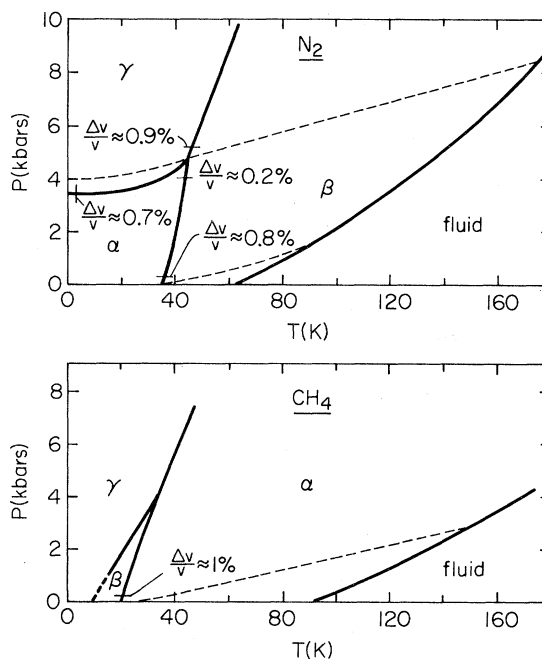 N2
10
γ
8
Δv/v ≈0.9%
6
P(kbars)
Δv/v ≈0.2%
4
β
Δv/v ≈0.7%
Δv/v ≈0.8%
2
α
fluid
0
0 40 80 120 160
T(K)
CH4
8
6
γ
α
P(kbars)
4
Δv/v ≈1%
2
β
fluid
0
0 40 80 120 160
T(K)